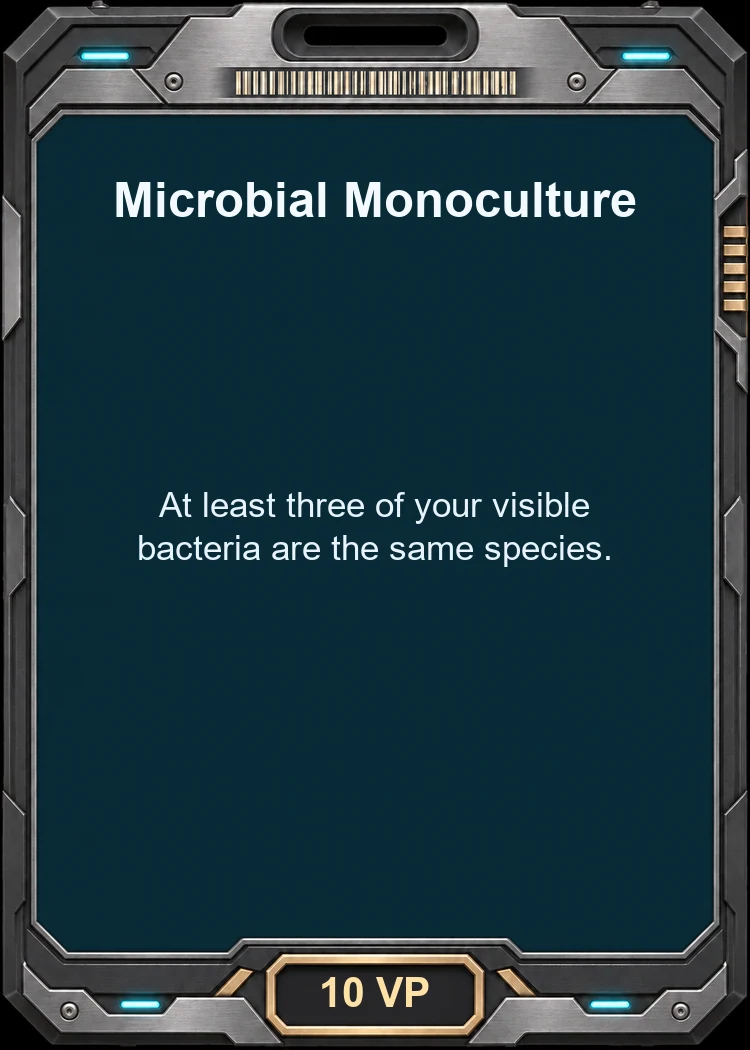 Microbial Monoculture
At least three of your visible
bacteria are the same species.
10 VP